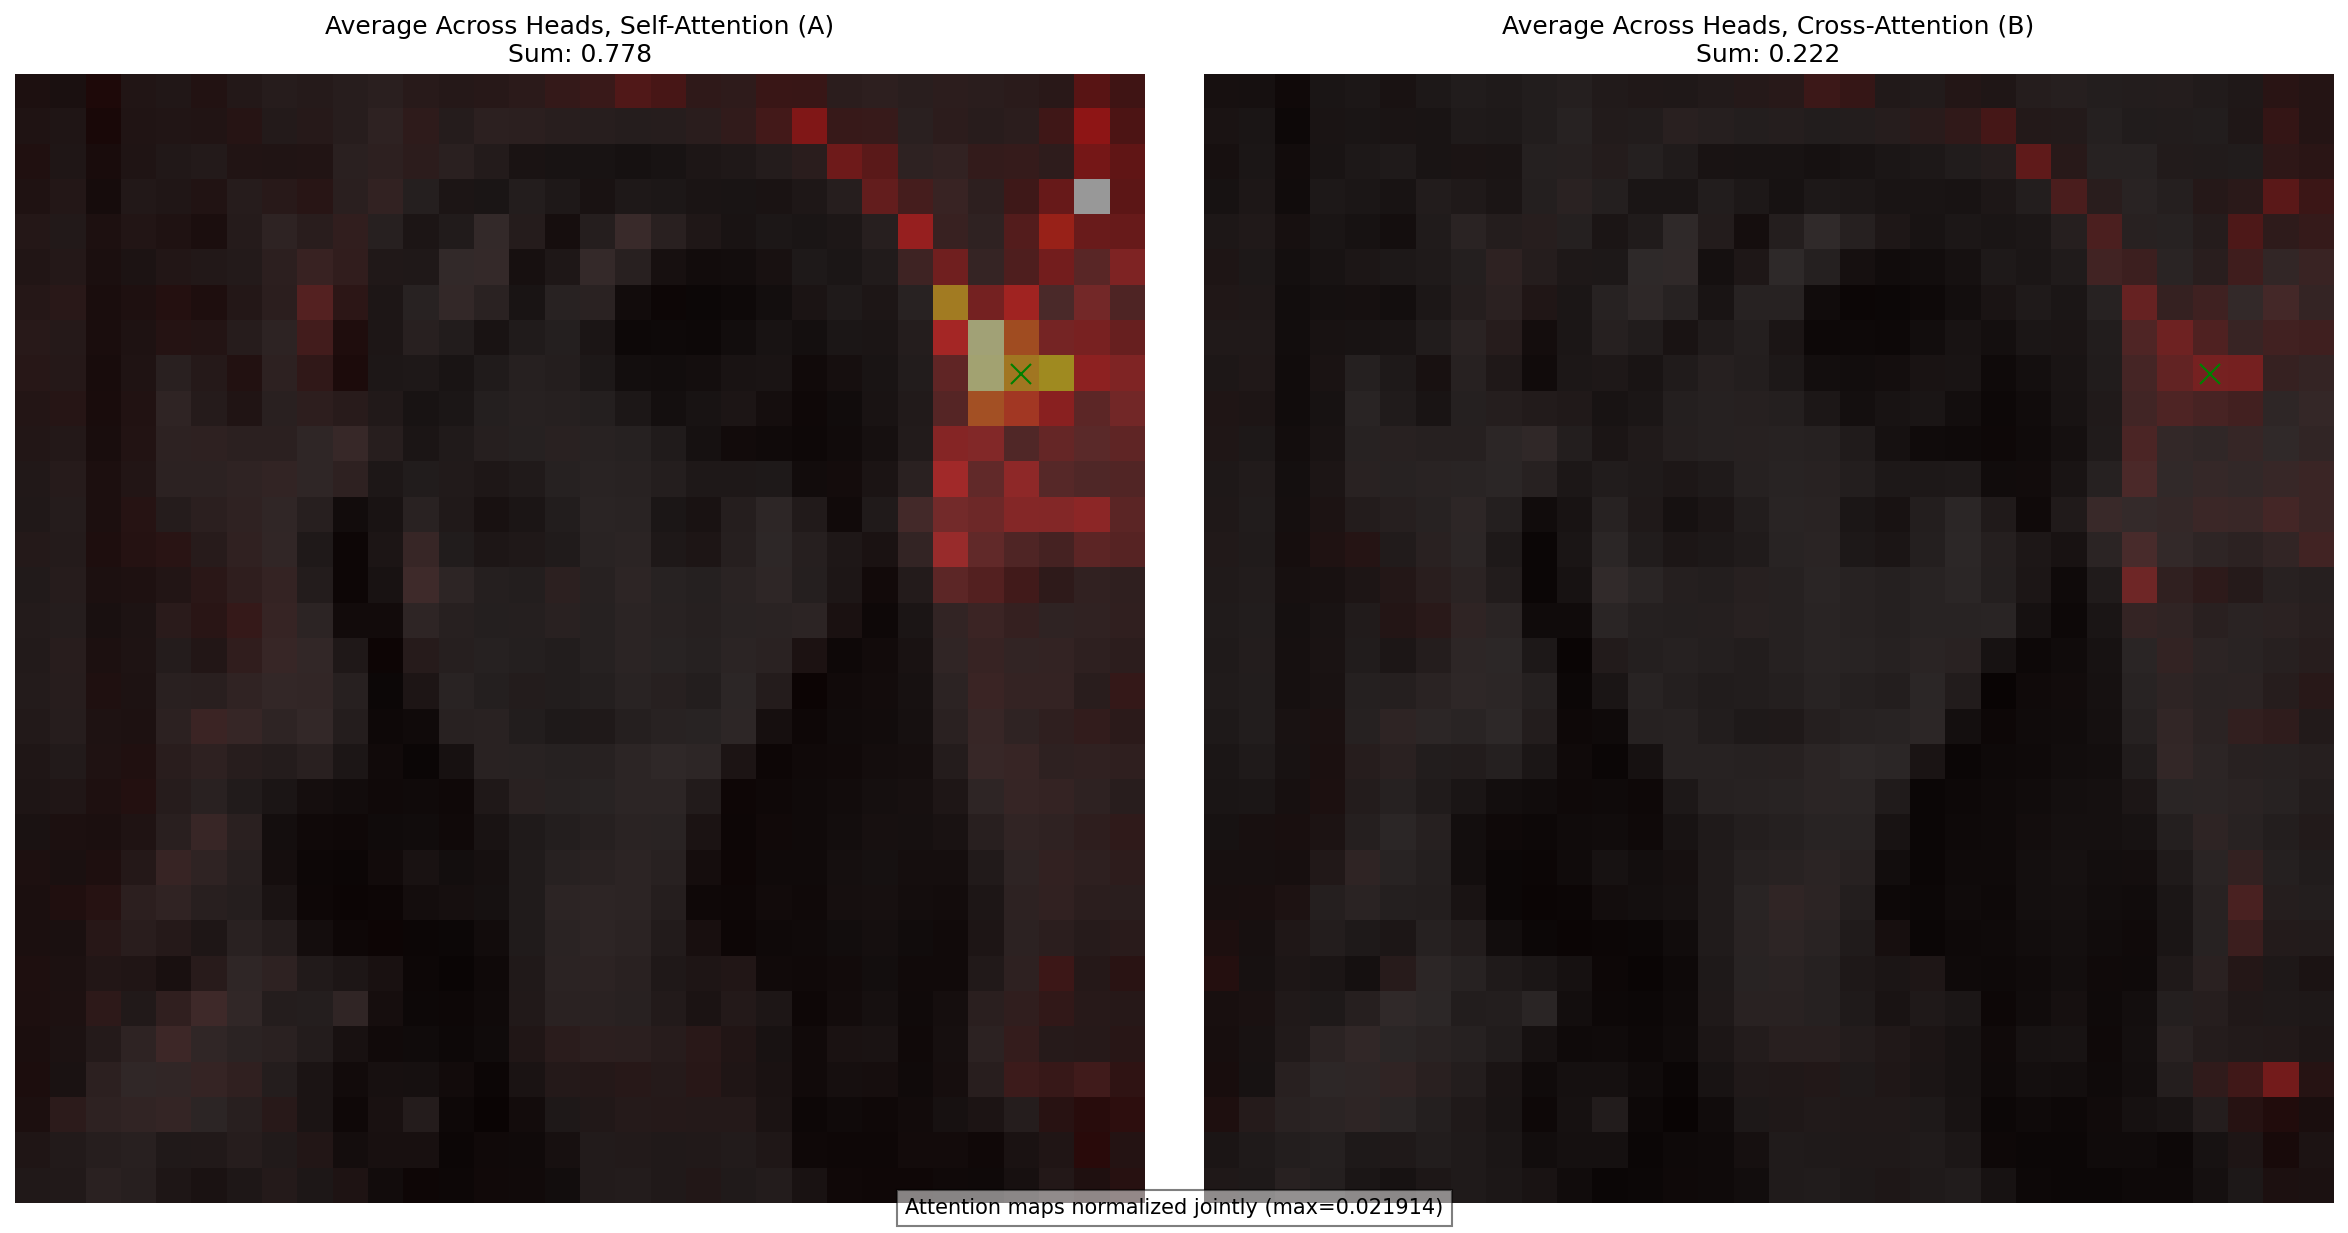 Average Across Heads, Self-Attention (A)
Sum: 0.778
Average Across Heads, Cross-Attention (B)
Sum: 0.222
Attention maps normalized jointly (max=0.021914)